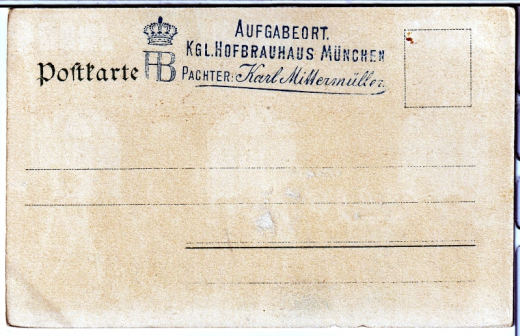 AUFGABEORT.
KGL. HOFBRAUHAUS MÜNCHEN
Postkarte HB PACHTER: Karl Mittermüller.